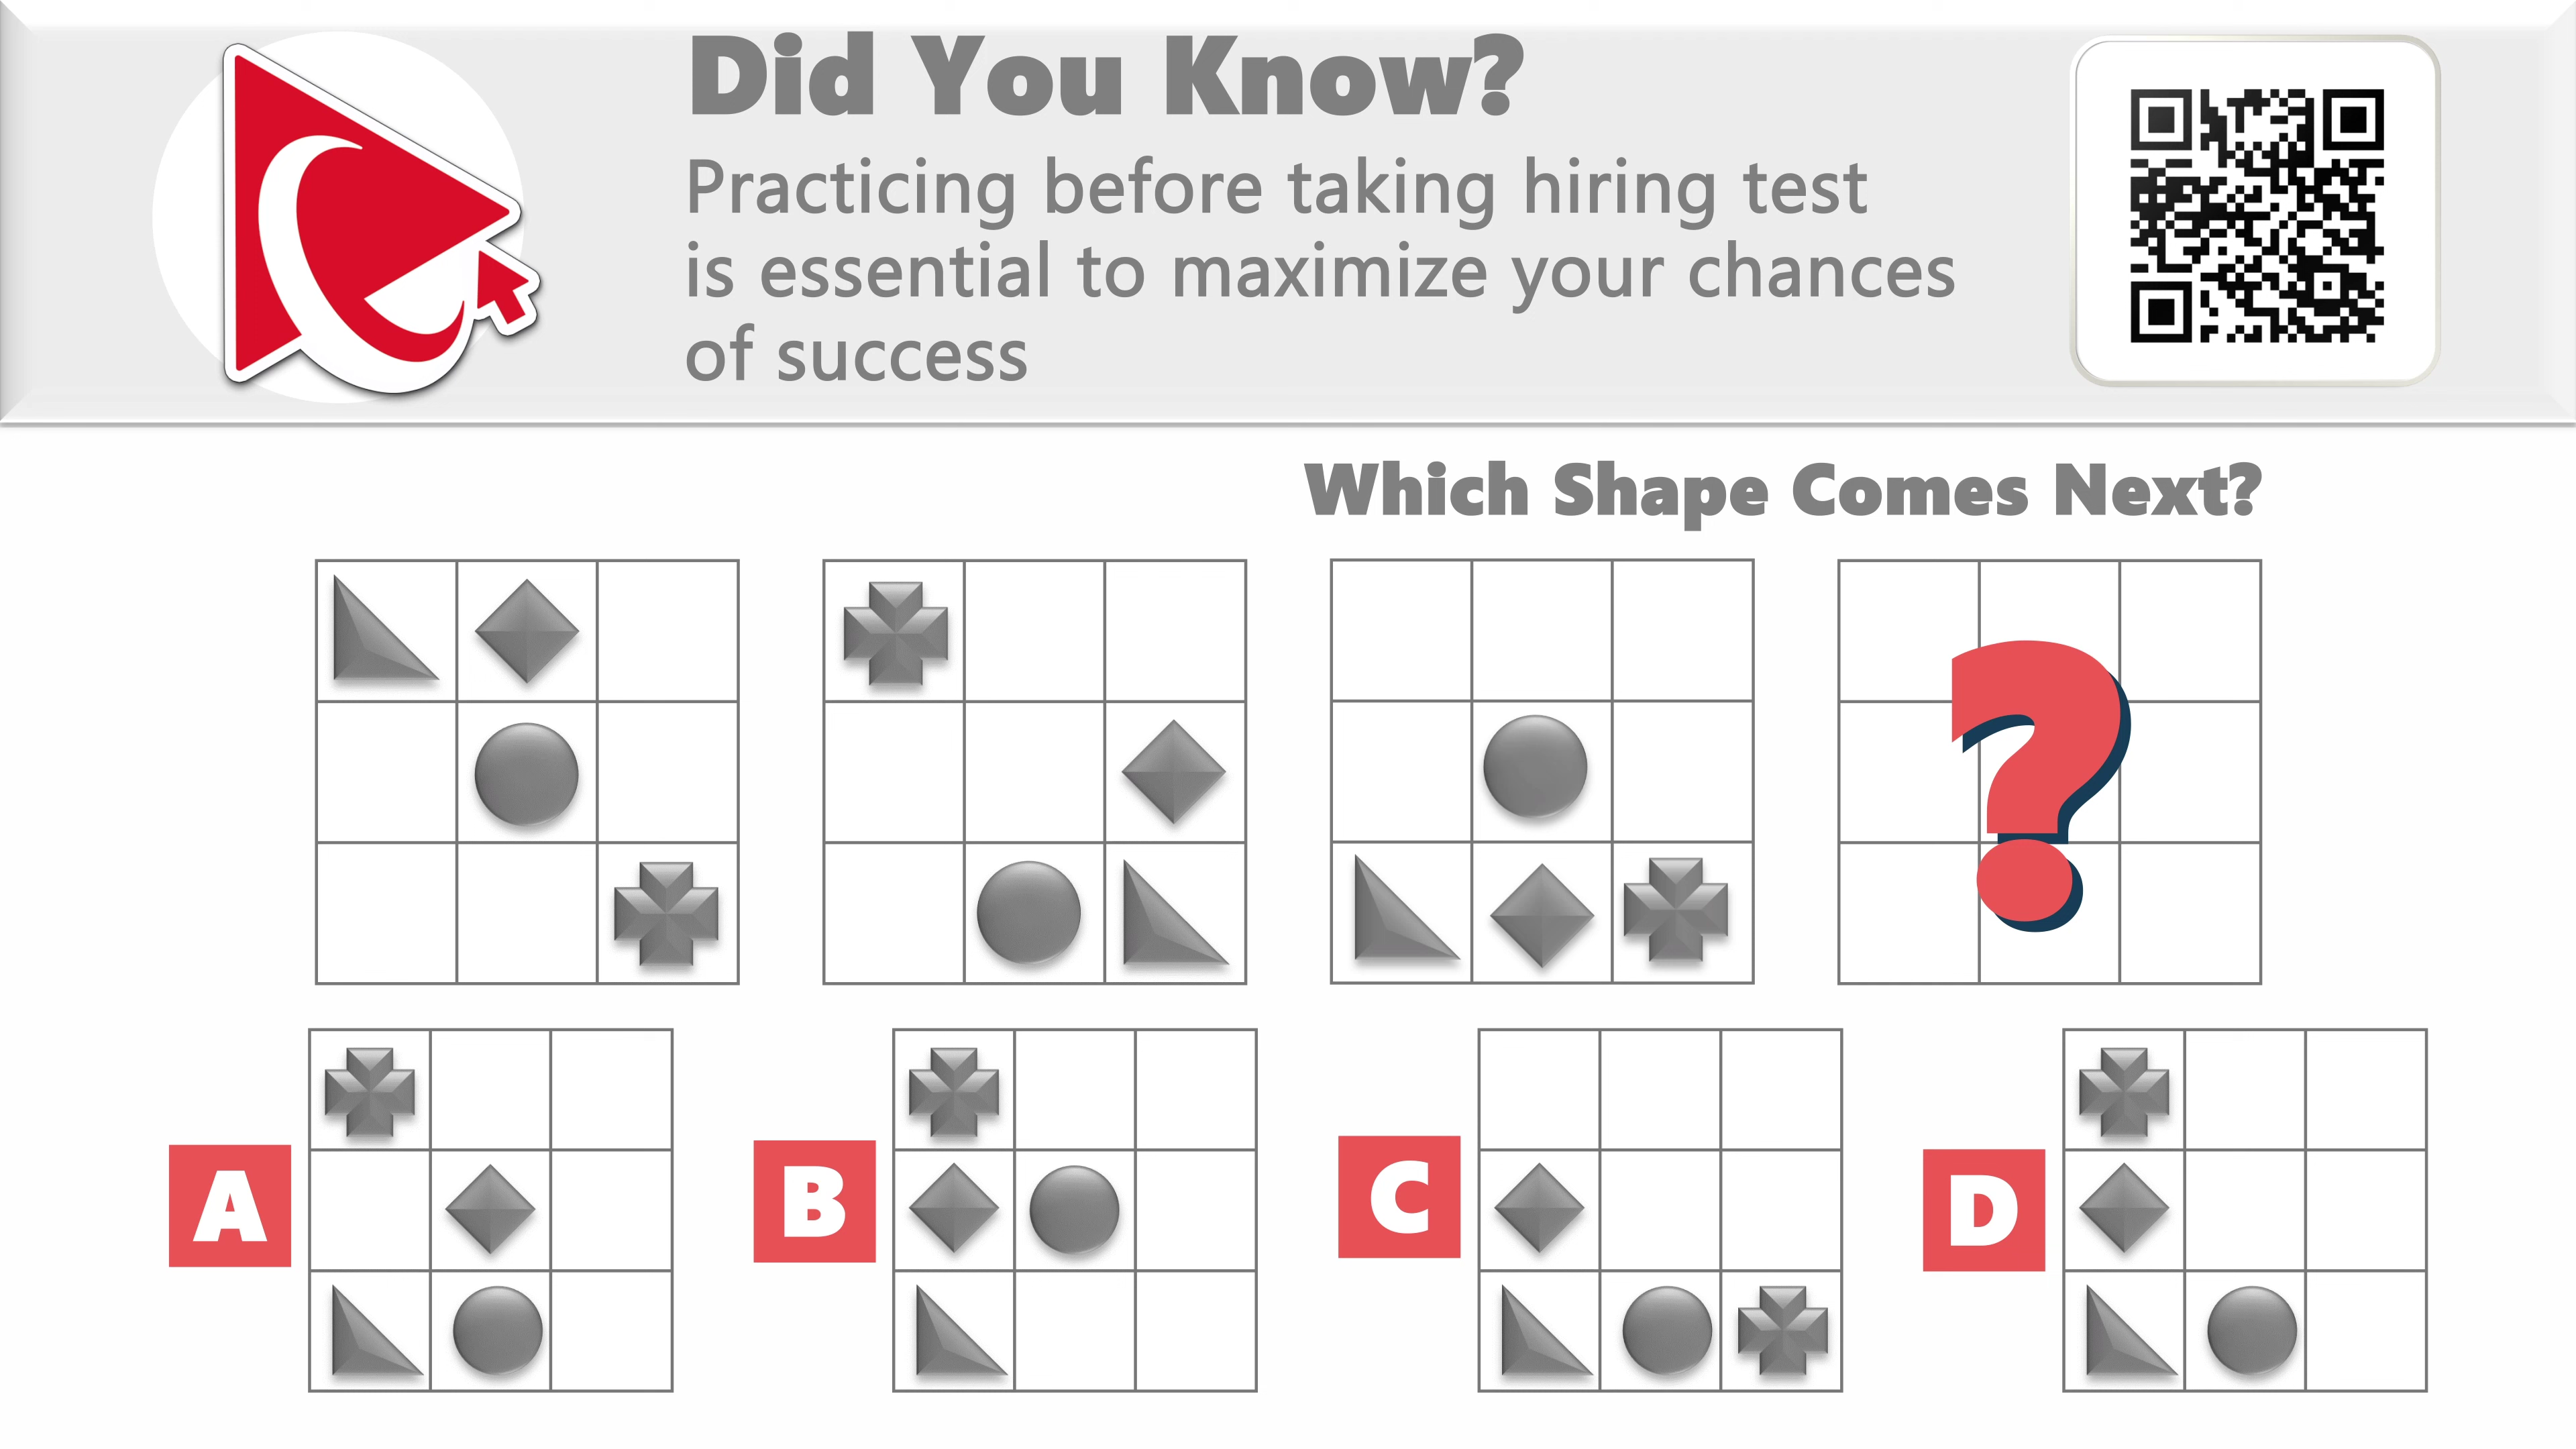 Did You Know?
Practicing before taking hiring test
is essential to maximize your chances
of success
Which Shape Comes Next?
?
A
B
C
D